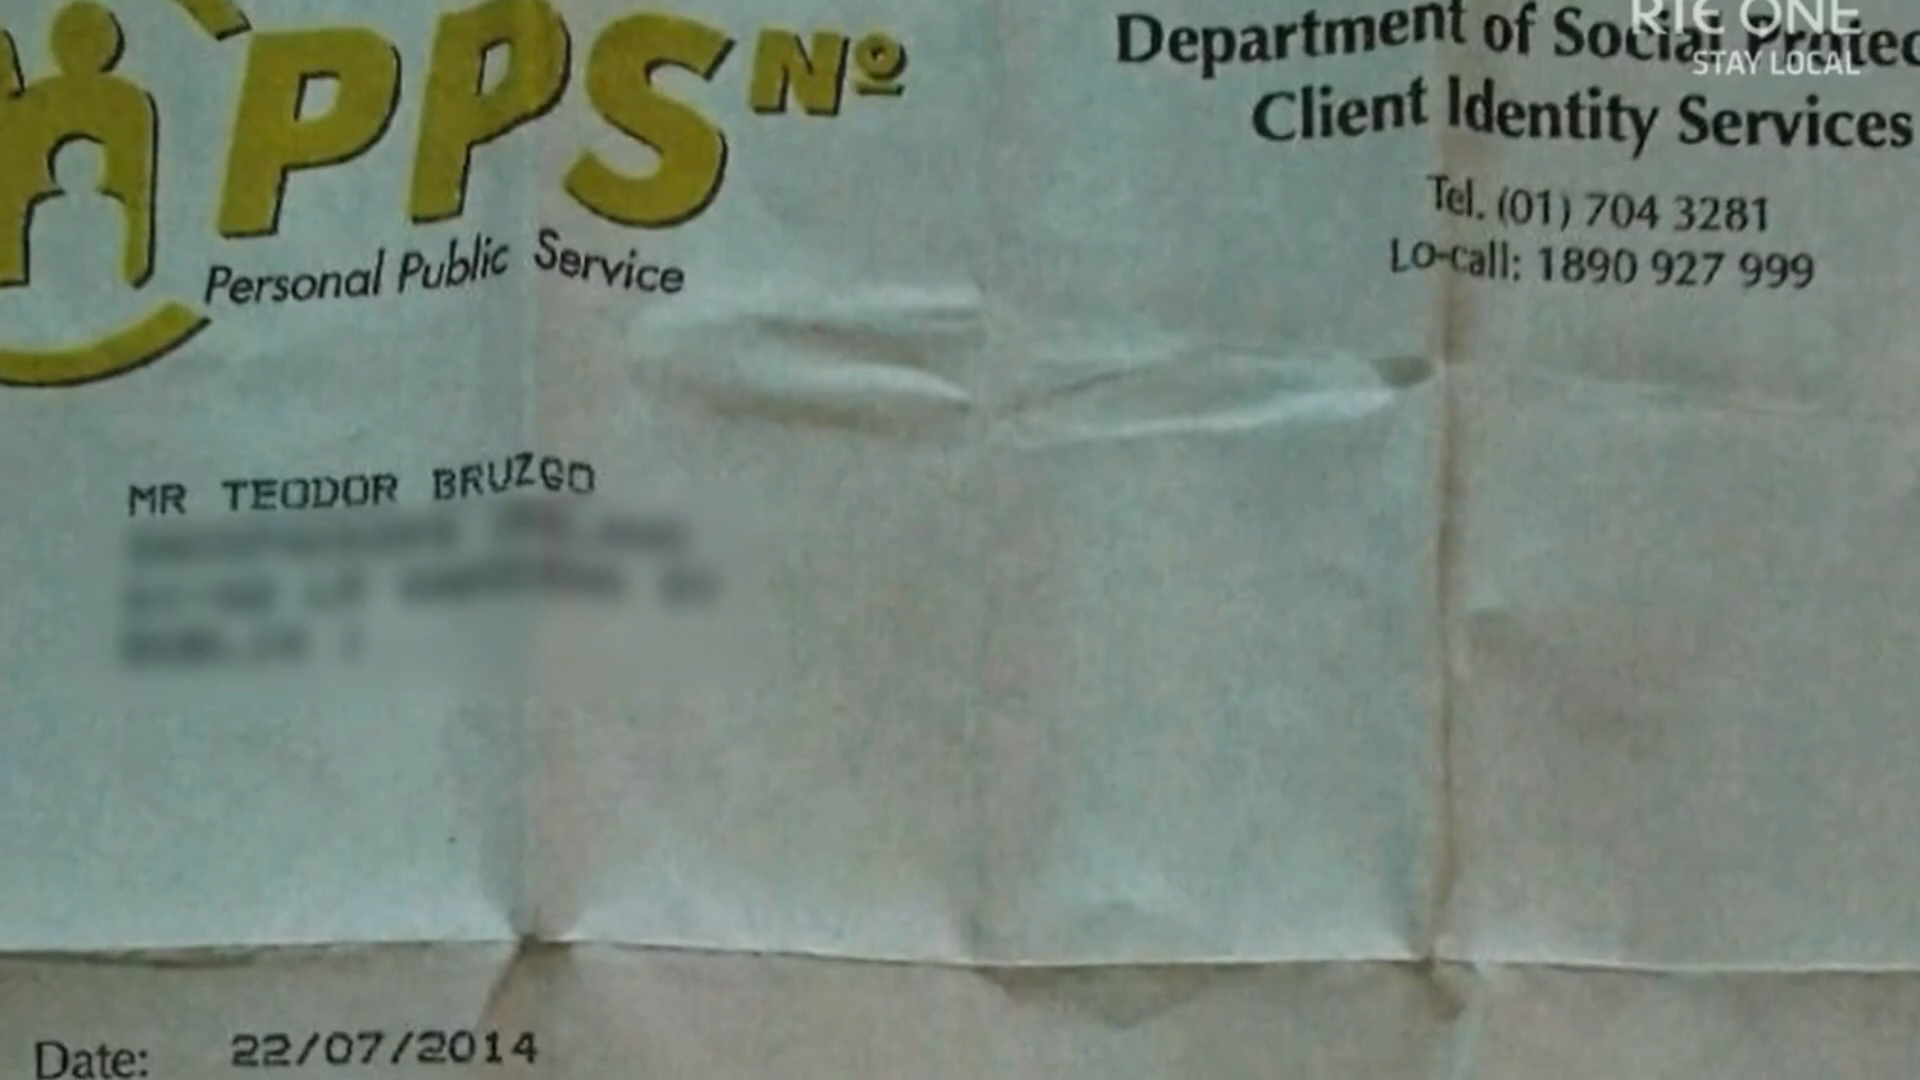 PPS Nº
Personal Public Service
Department of Social
Client Identity Services
Tel. (01) 704 3281
Lo-call: 1890 927 999
RTÉ ONE
STAY LOCAL
MR TEODOR BRUZGO
Date: 22/07/2014